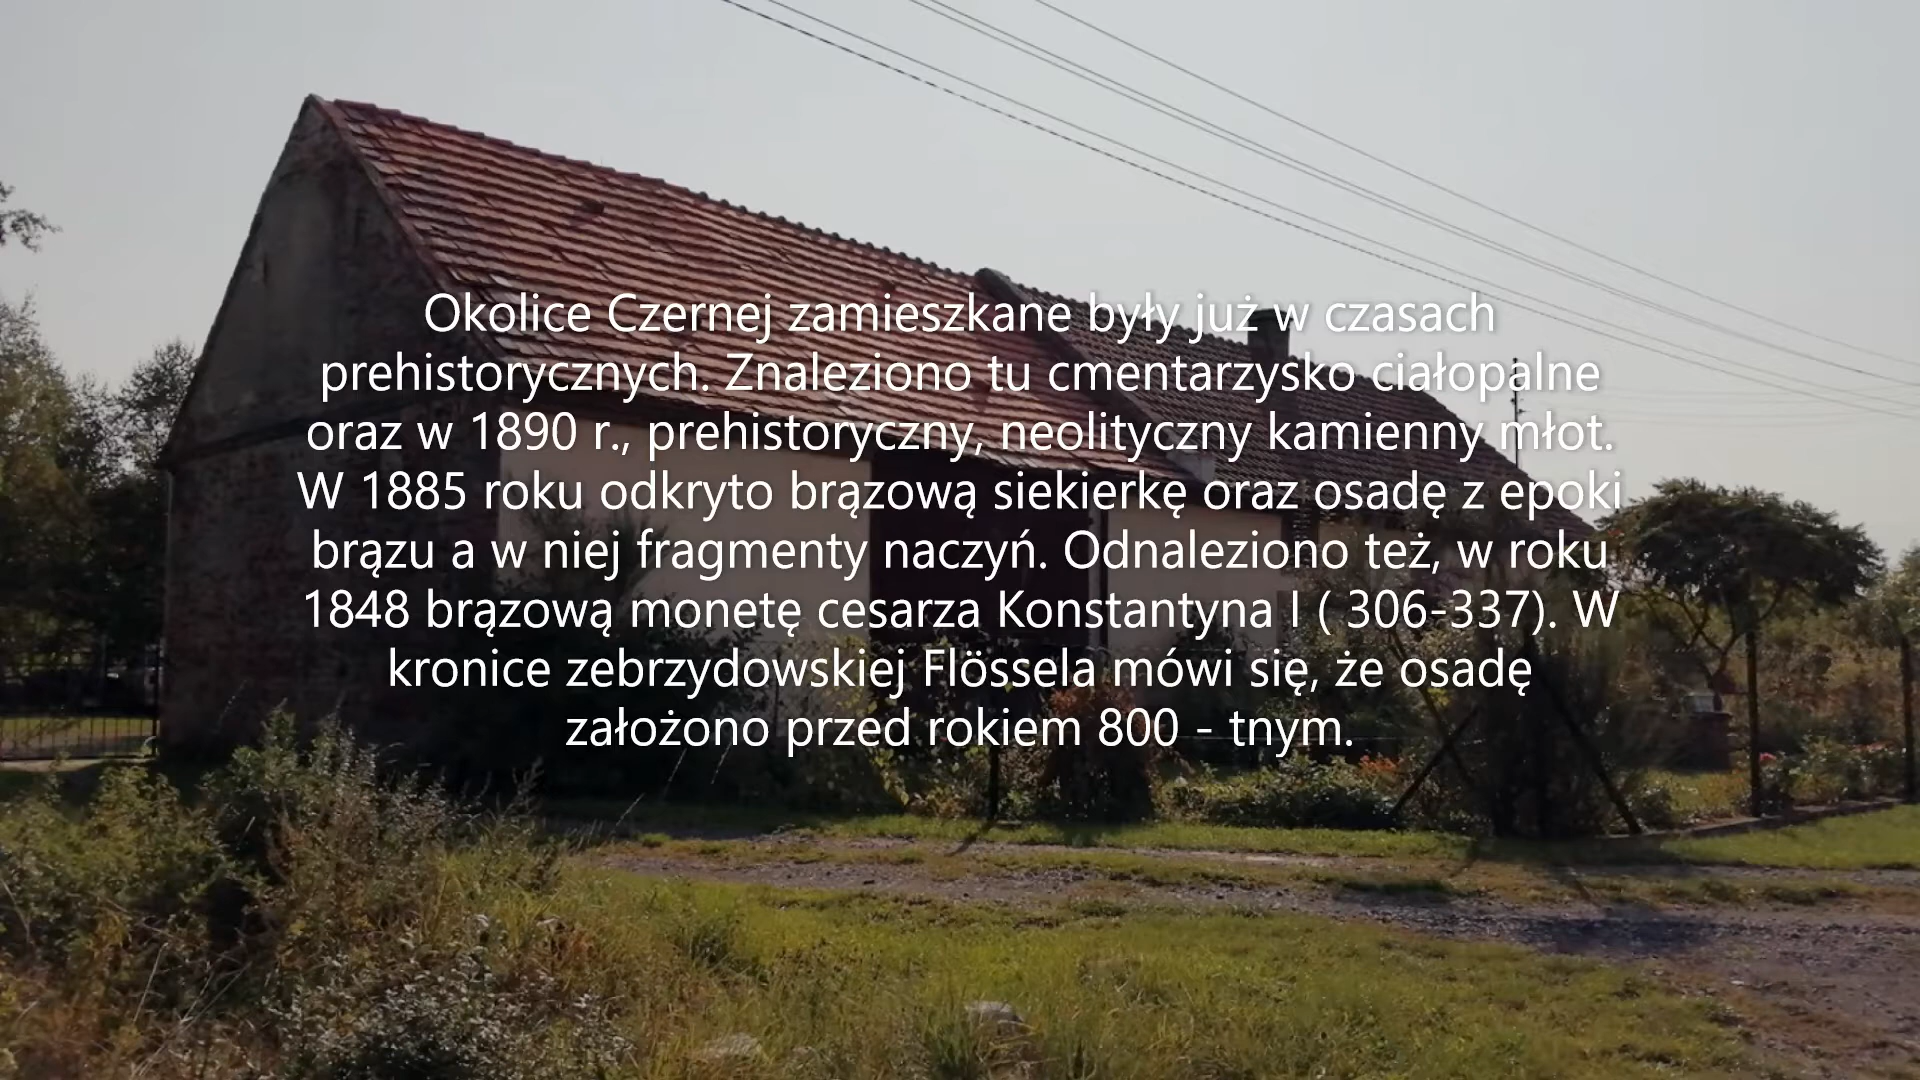 Okolice Czernej zamieszkane były już w czasach
prehistorycznych. Znaleziono tu cmentarzysko ciałopalne
oraz w 1890 r., prehistoryczny, neolityczny kamienny młot.
W 1885 roku odkryto brązową siekierkę oraz osadę z epoki
brązu a w niej fragmenty naczyń. Odnaleziono też, w roku
1848 brązową monetę cesarza Konstantyna I ( 306-337). W
kronice zebrzydowskiej Flössela mówi się, że osadę
założono przed rokiem 800 - tnym.